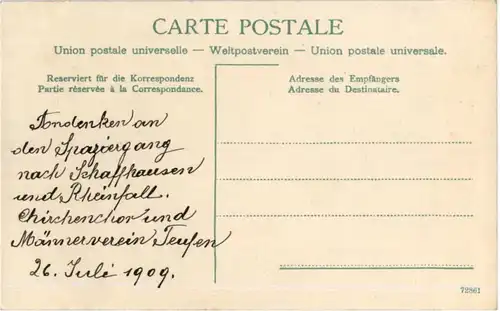 CARTE POSTALE
Union postale universelle — Weltpostverein — Union postale universale.
Reserviert für die Korrespondenz
Partie réservée à la Correspondance.
Adresse des Empfängers
Adresse du Destinataire.
Andenken an
den Spaziergang
nach Schaffhausen
und Rheinfall.
Chirchenchor und
Männerverein Teufen
26. Juli 1909.
72861